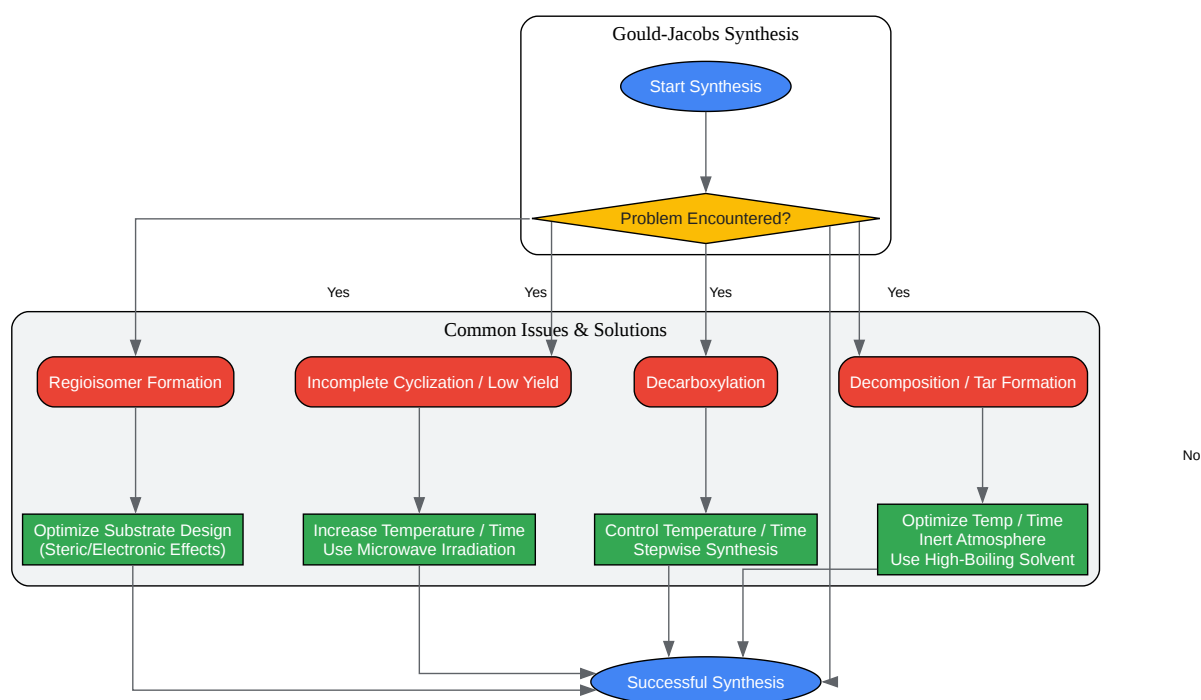 Gould-Jacobs Synthesis
Start Synthesis
Problem Encountered?
Yes
Yes
Yes
Yes
Common Issues & Solutions
Regioisomer Formation
Incomplete Cyclization / Low Yield
Decarboxylation
Decomposition / Tar Formation
No
Optimize Substrate Design
(Steric/Electronic Effects)
Increase Temperature / Time
Use Microwave Irradiation
Control Temperature / Time
Stepwise Synthesis
Optimize Temp / Time
Inert Atmosphere
Use High-Boiling Solvent
Successful Synthesis